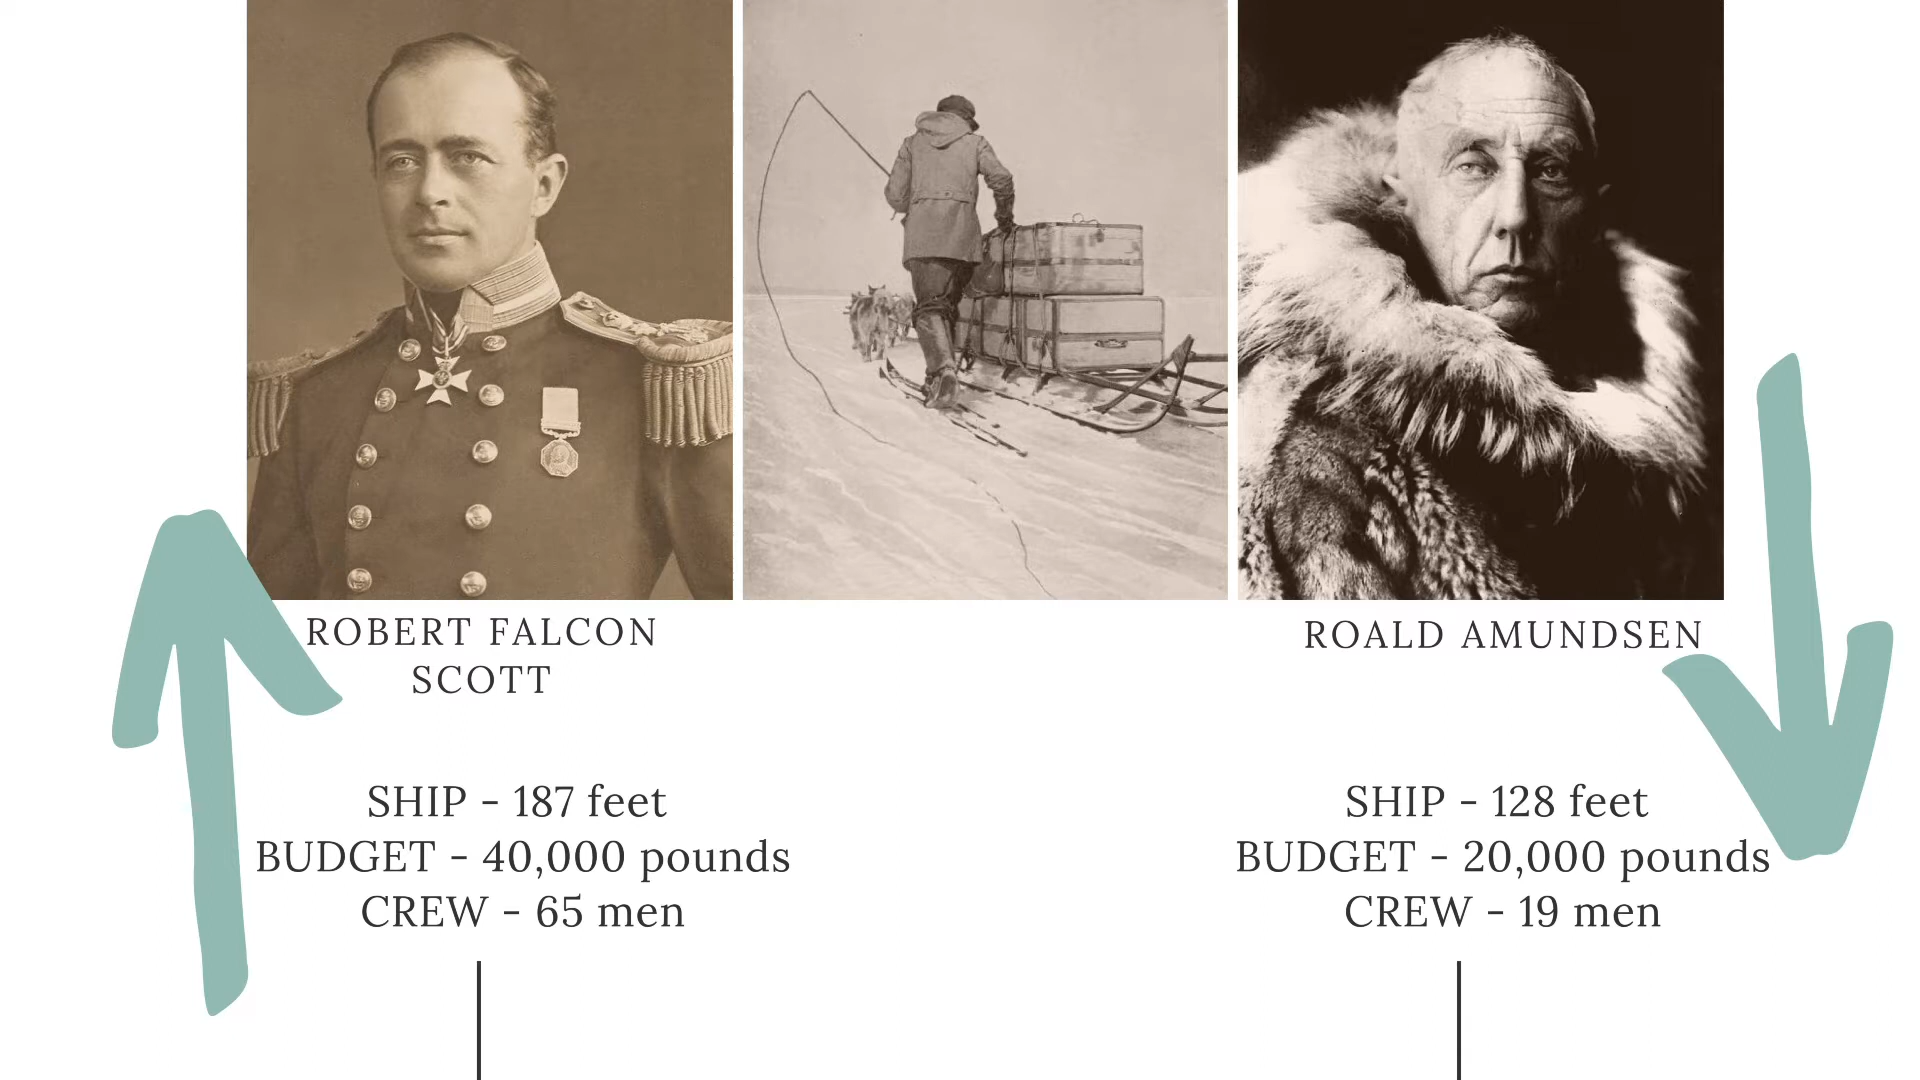 ROBERT FALCON
SCOTT
SHIP - 187 feet
BUDGET - 40,000 pounds
CREW - 65 men
ROALD AMUNDSEN
SHIP - 128 feet
BUDGET - 20,000 pounds
CREW - 19 men